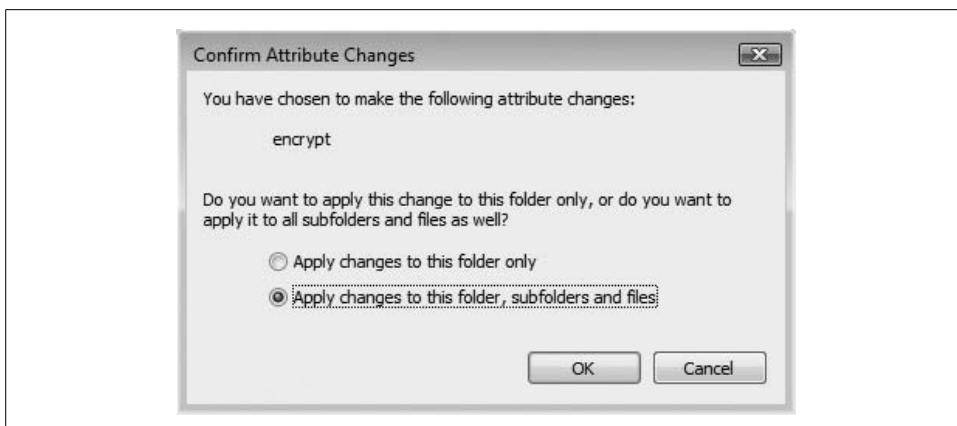 Confirm Attribute Changes
You have chosen to make the following attribute changes:
encrypt
Do you want to apply this change to this folder only, or do you want to
apply it to all subfolders and files as well?
Apply changes to this folder only
Apply changes to this folder, subfolders and files
OK
Cancel